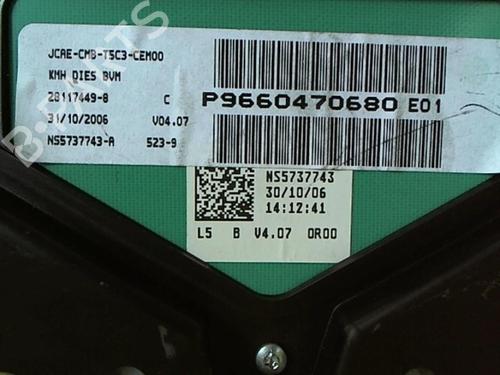 JCAE-CMB-T5C3-CEM00
KMH DIES BVM
28117449-8 C
31/10/2006 V04.07
NS5737743-A 523-9
P9660470680 E01
NS5737743
30/10/06
14:12:41
L5 B V4.07 0R00